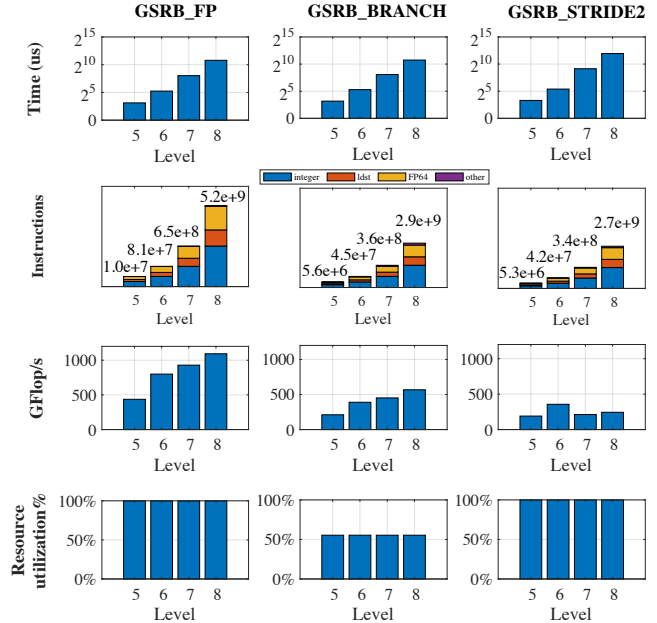 GSRB_FP GSRB_BRANCH GSRB_STRIDE2
Time (us)
2^15 2^15 2^15
2^10 2^10 2^10
2^5 2^5 2^5
0 0 0
5 6 7 8 5 6 7 8 5 6 7 8
Level Level Level
integer ldst FP64 other
Instructions
1.0e+7 8.1e+7 6.5e+8 5.2e+9
5.6e+6 4.5e+7 3.6e+8 2.9e+9
5.3e+6 4.2e+7 3.4e+8 2.7e+9
5 6 7 8 5 6 7 8 5 6 7 8
Level Level Level
GFlop/s
1000 1000 1000
500 500 500
0 0 0
5 6 7 8 5 6 7 8 5 6 7 8
Level Level Level
Resource
utilization%
100% 100% 100%
50% 50% 50%
0% 0% 0%
5 6 7 8 5 6 7 8 5 6 7 8
Level Level Level